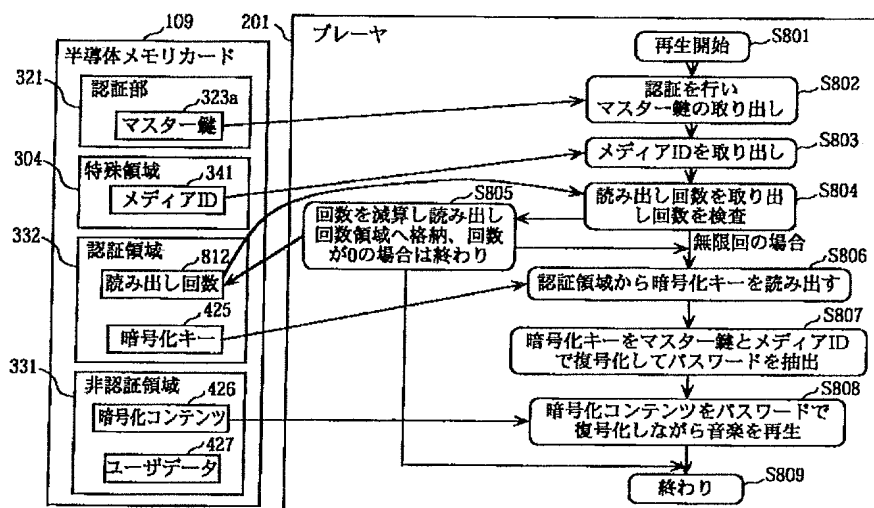 109
半導体メモリカード
321
認証部
323a
マスター鍵
304
特殊領域
341
メディアID
332
認証領域
812
読み出し回数
425
暗号化キー
331
非認証領域
426
暗号化コンテンツ
427
ユーザデータ
201
プレーヤ
再生開始
S801
認証を行い
マスター鍵の取り出し
S802
メディアIDを取り出し
S803
読み出し回数を取り出
し回数を検査
S804
S805
回数を減算し読み出し
回数領域へ格納、回数
が0の場合は終わり
無限回の場合
S806
認証領域から暗号化キーを読み出す
S807
暗号化キーをマスター鍵とメディアID
で復号化してパスワードを抽出
S808
暗号化コンテンツをパスワードで
復号化しながら音楽を再生
S809
終わり